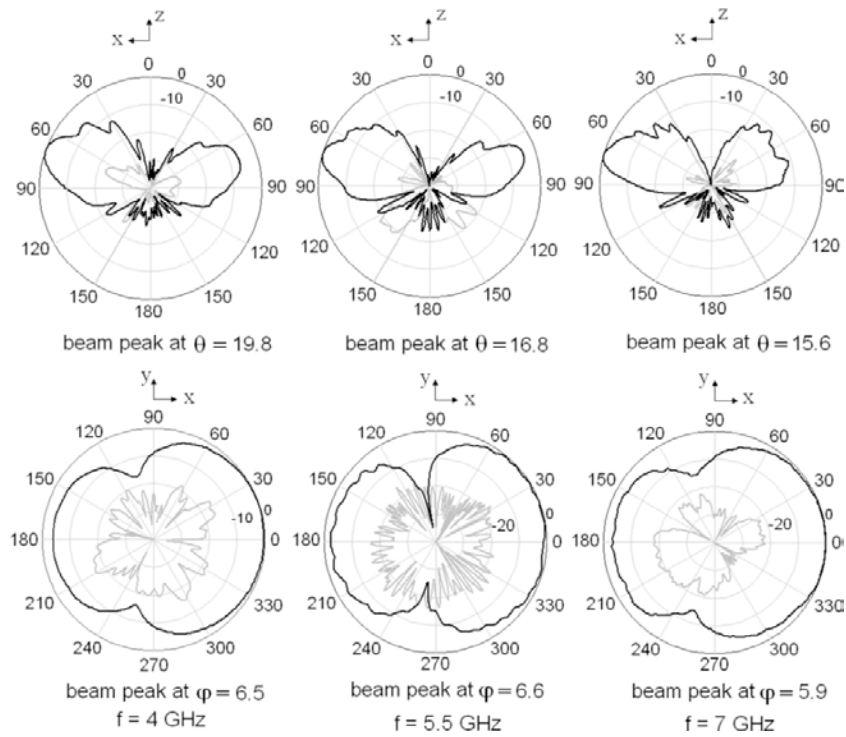 z
x
0
30 0 30
-10
60 60
90 90
120 120
150 150
180
beam peak at θ = 19.8
z
x
0
30 0 30
-10
60 60
90 90
120 120
150 150
180
beam peak at θ = 16.8
z
x
0
30 0 30
-10
60 60
90 90
120 120
150 150
180
beam peak at θ = 15.6
y
x
90
120 60
150 30
-10 0
180 0
210 330
240 300
270
beam peak at φ = 6.5
f = 4 GHz
y
x
90
120 60
150 30
-20 0
180 0
210 330
240 300
270
beam peak at φ = 6.6
f = 5.5 GHz
y
x
90
120 60
150 30
-20 0
180 0
210 330
240 300
270
beam peak at φ = 5.9
f = 7 GHz